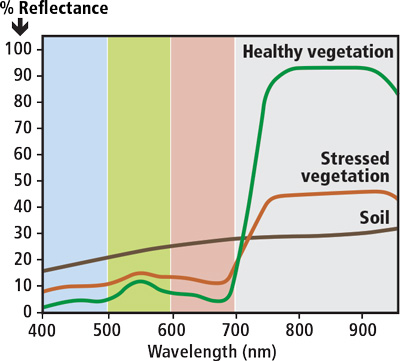 % Reflectance
100
Healthy vegetation
90
80
70
60
Stressed
vegetation
50
40
Soil
30
20
10
0
400 500 600 700 800 900
Wavelength (nm)